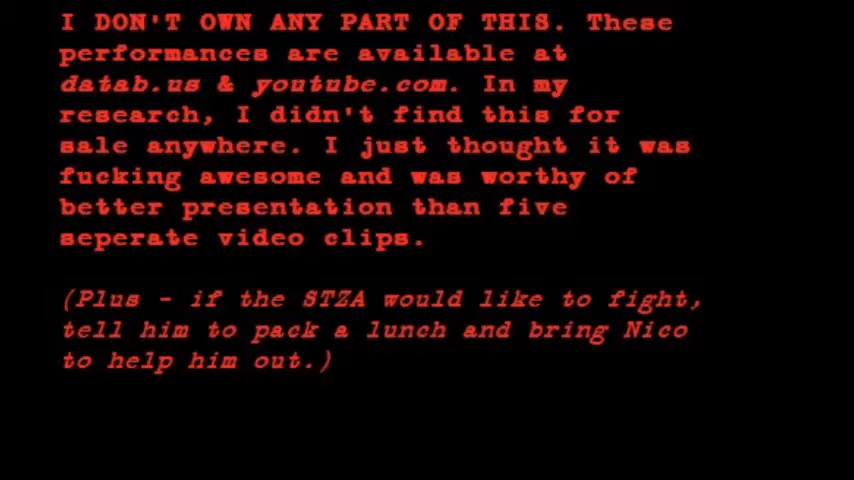 I DON'T OWN ANY PART OF THIS. These
performances are available at
datab.us & youtube.com. In my
research, I didn't find this for
sale anywhere. I just thought it was
fucking awesome and was worthy of
better presentation than five
seperate video clips.
(Plus - if the STZA would like to fight,
tell him to pack a lunch and bring Nico
to help him out.)